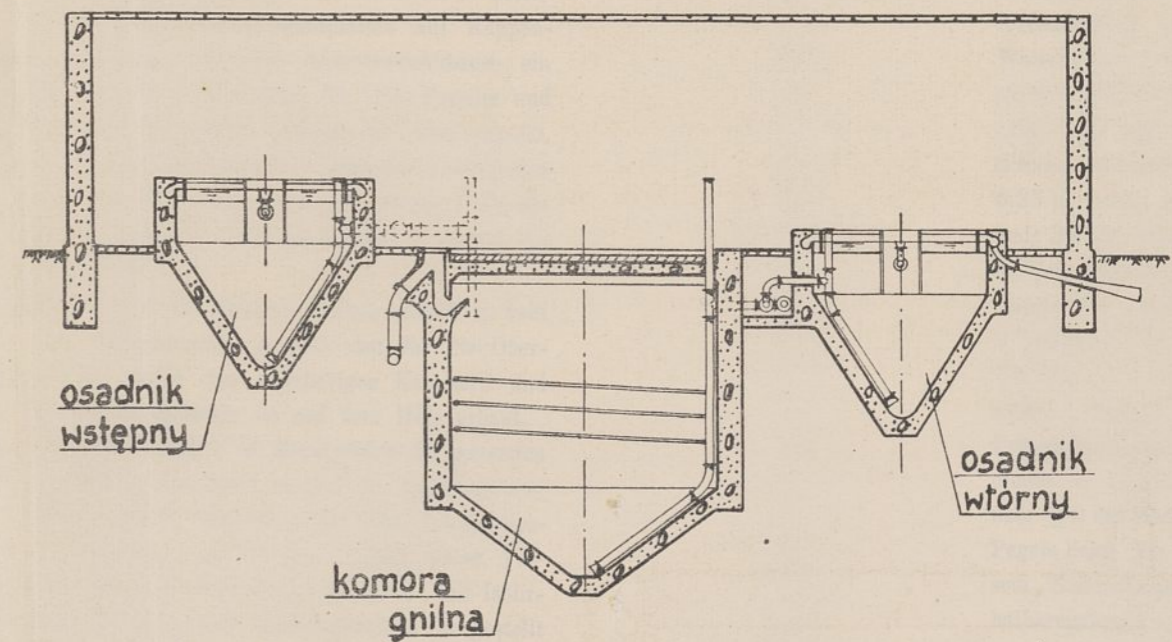 osadnik
wstępny
osadnik
wtórny
komora
gnilna